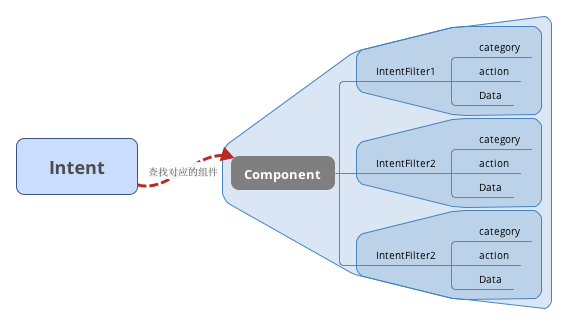 Intent
查找对应的组件
Component
IntentFilter1
category
action
Data
IntentFilter2
category
action
Data
IntentFilter2
category
action
Data